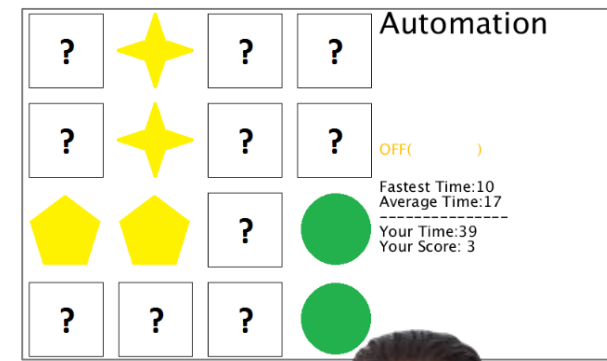 Automation
? ? ?
? ? ?
OFF( )
Fastest Time:10
Average Time:17
---------------
Your Time:39
Your Score: 3
?
? ? ?